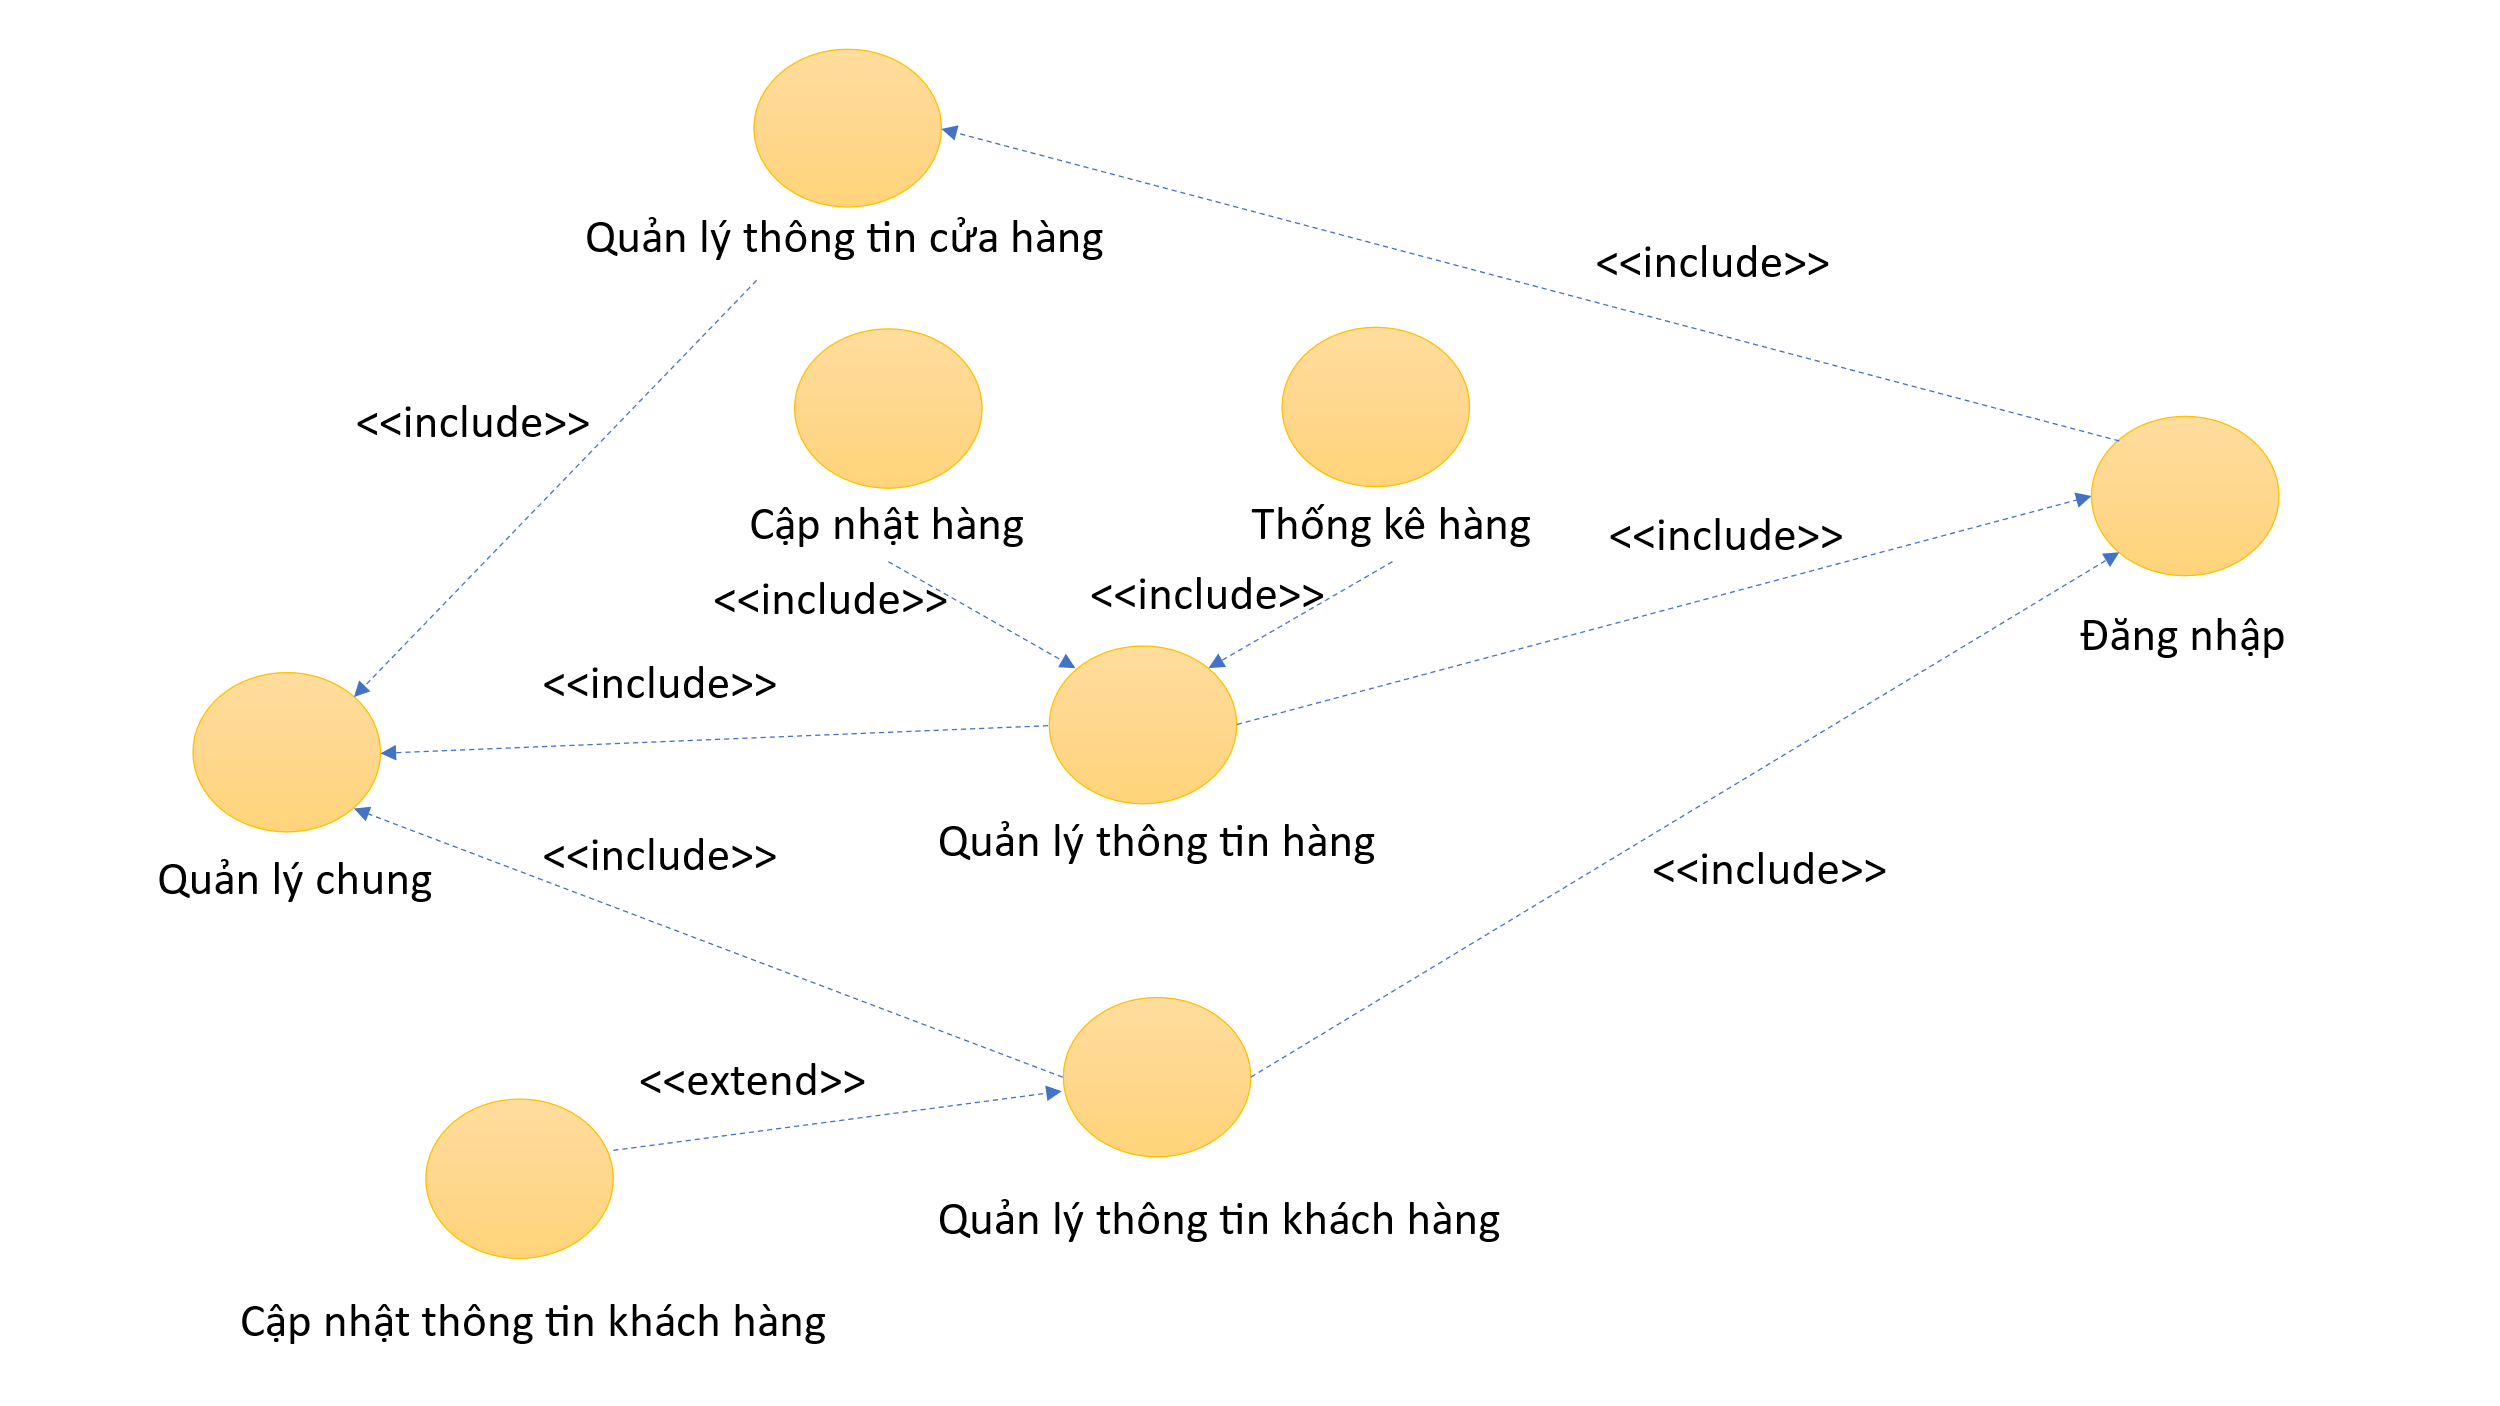 Quản lý thông tin cửa hàng
<<include>>
<<include>>
Cập nhật hàng
Thống kê hàng
<<include>>
<<include>>
<<include>>
Đăng nhập
<<include>>
Quản lý thông tin hàng
<<include>>
<<include>>
Quản lý chung
<<extend>>
Quản lý thông tin khách hàng
Cập nhật thông tin khách hàng